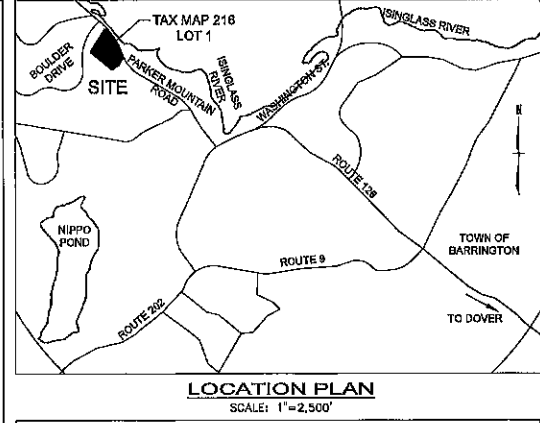 TAX MAP 216
LOT 1
ISINGLASS RIVER
BOULDER
DRIVE
SITE
PARKER MOUNTAIN
ROAD
ISINGLASS
RIVER
WASHINGTON ST.
N
ROUTE 126
NIPPO
POND
TOWN OF
BARRINGTON
ROUTE 9
ROUTE 202
TO DOVER
LOCATION PLAN
SCALE: 1"=2,500'